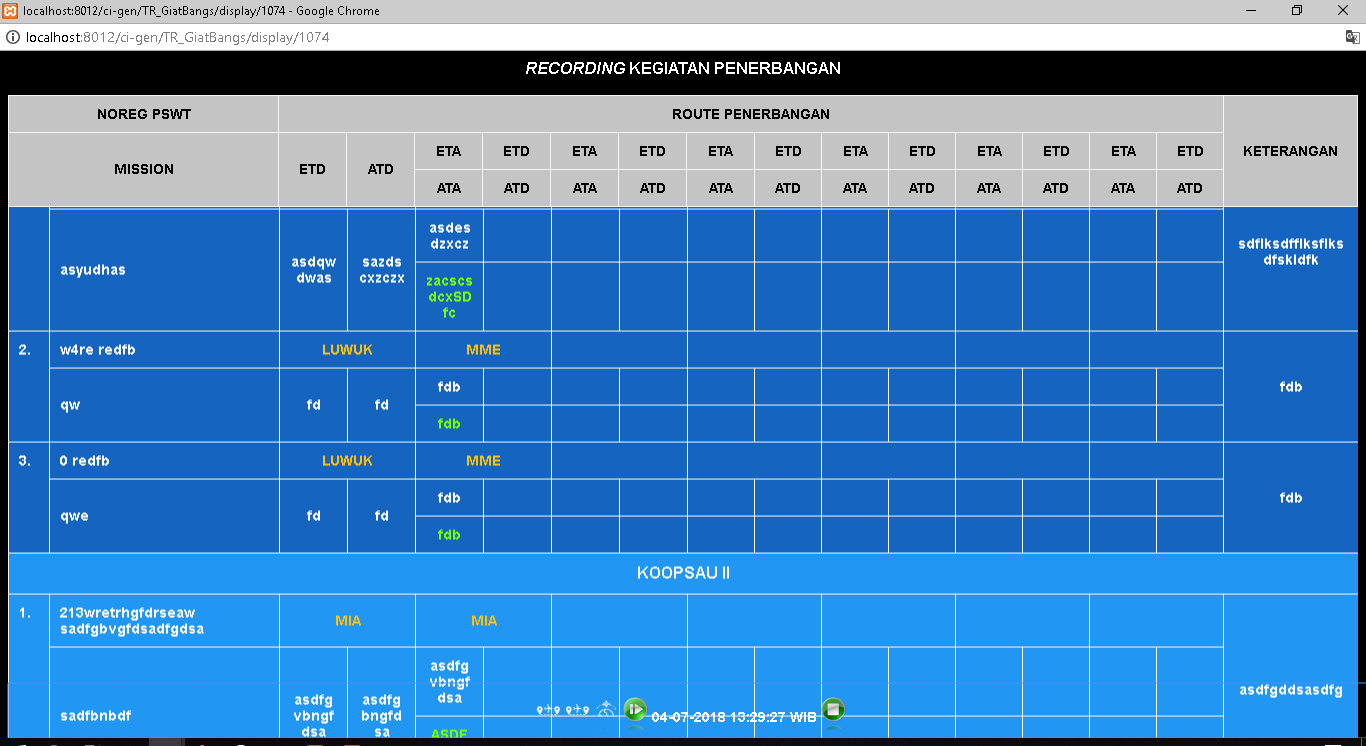 localhost:8012/ci-gen/TR_GiatBangs/display/1074 - Google Chrome
localhost:8012/ci-gen/TR_GiatBangs/display/1074
RECORDING KEGIATAN PENERBANGAN
NOREG PSWT
ROUTE PENERBANGAN
KETERANGAN
MISSION
ETD
ATD
ETA ETD ETA ETD ETA ETD ETA ETD ETA ETD ETA ETD
ATA ATD ATA ATD ATA ATD ATA ATD ATA ATD ATA ATD
asyudhas
asdqw
dwas
sazds
cxzczx
asdes
dzxcz
zacscs
dcxSD
fc
sdflksdfflksflks
dfskldfk
2. w4re redfb LUWUK MME
qw fd fd
fdb
fdb
fdb
3. 0 redfb LUWUK MME
qwe fd fd
fdb
fdb
fdb
KOOPSAU II
1. 213wretrhgfdrseaw
sadfgbvgfdsadfgdsa
MIA MIA
sadfbnbdf
asdfg
vbngf
dsa
asdfg
bngfd
sa
asdfg
vbngf
dsa
ASDF
asdfgddsasdfg
04-07-2018 13:29:27 WIB